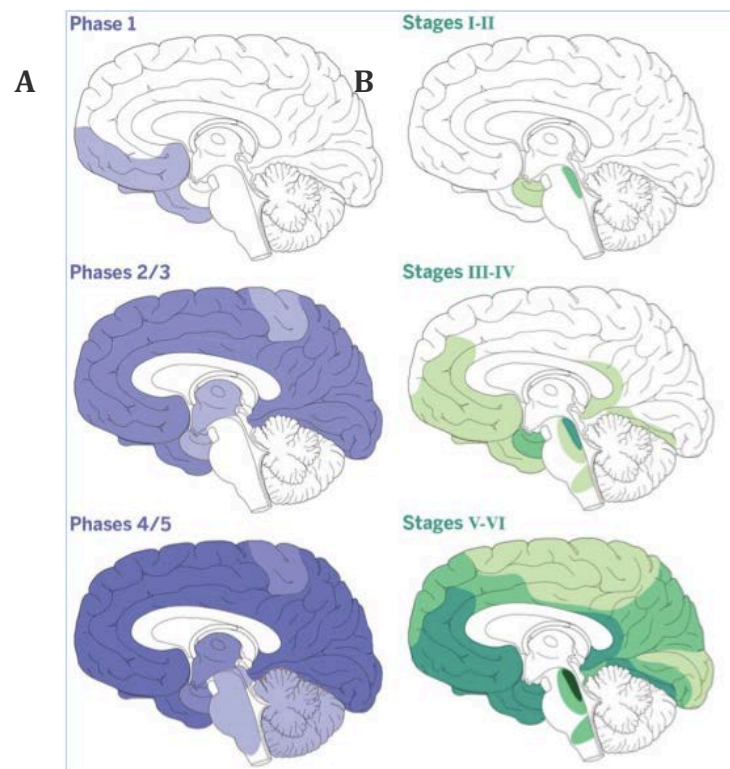 Phase 1
Stages I-II
A
B
Phases 2/3
Stages III-IV
Phases 4/5
Stages V-VI